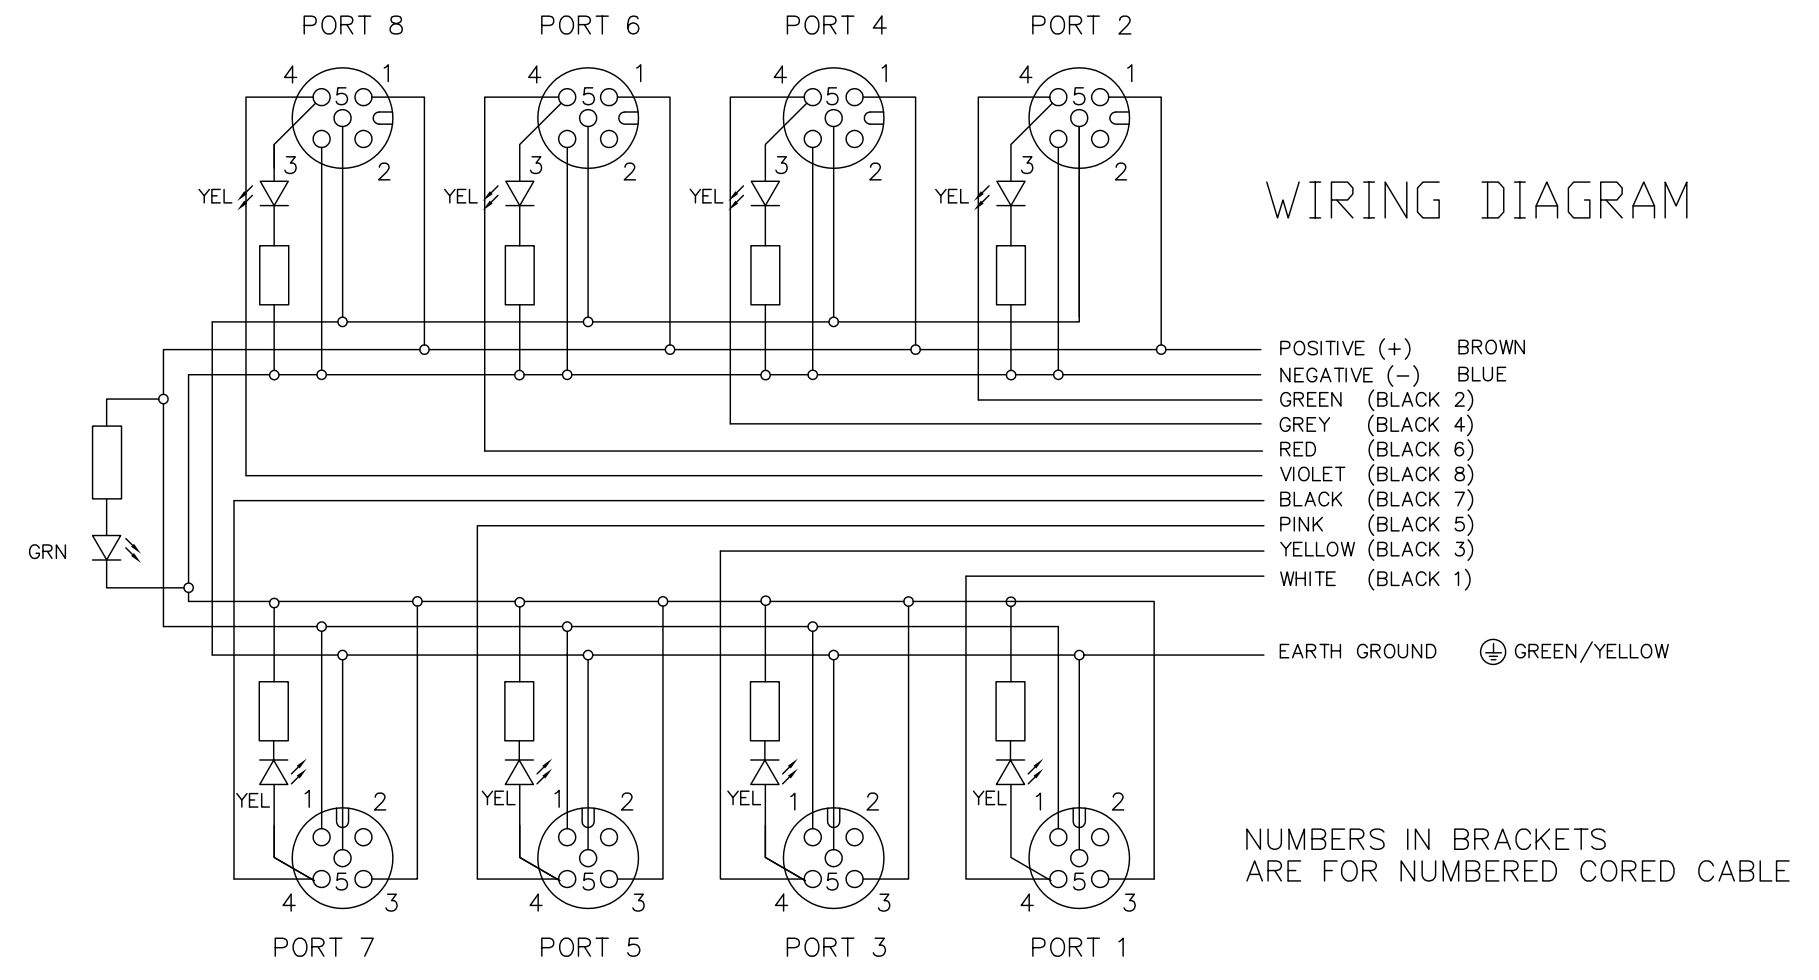 PORT 8 PORT 6 PORT 4 PORT 2
4 1 4 1 4 1 4 1
5 5 5 5
3 3 3 3
2 2 2 2
YEL YEL YEL YEL
WIRING DIAGRAM
POSITIVE (+) BROWN
NEGATIVE (-) BLUE
GREEN (BLACK 2)
GREY (BLACK 4)
RED (BLACK 6)
VIOLET (BLACK 8)
BLACK (BLACK 7)
PINK (BLACK 5)
YELLOW (BLACK 3)
WHITE (BLACK 1)
GRN
EARTH GROUND GREEN/YELLOW
YEL YEL YEL YEL
1 2 1 2 1 2 1 2
5 5 5 5
4 3 4 3 4 3 4 3
NUMBERS IN BRACKETS
ARE FOR NUMBERED CORED CABLE
PORT 7 PORT 5 PORT 3 PORT 1